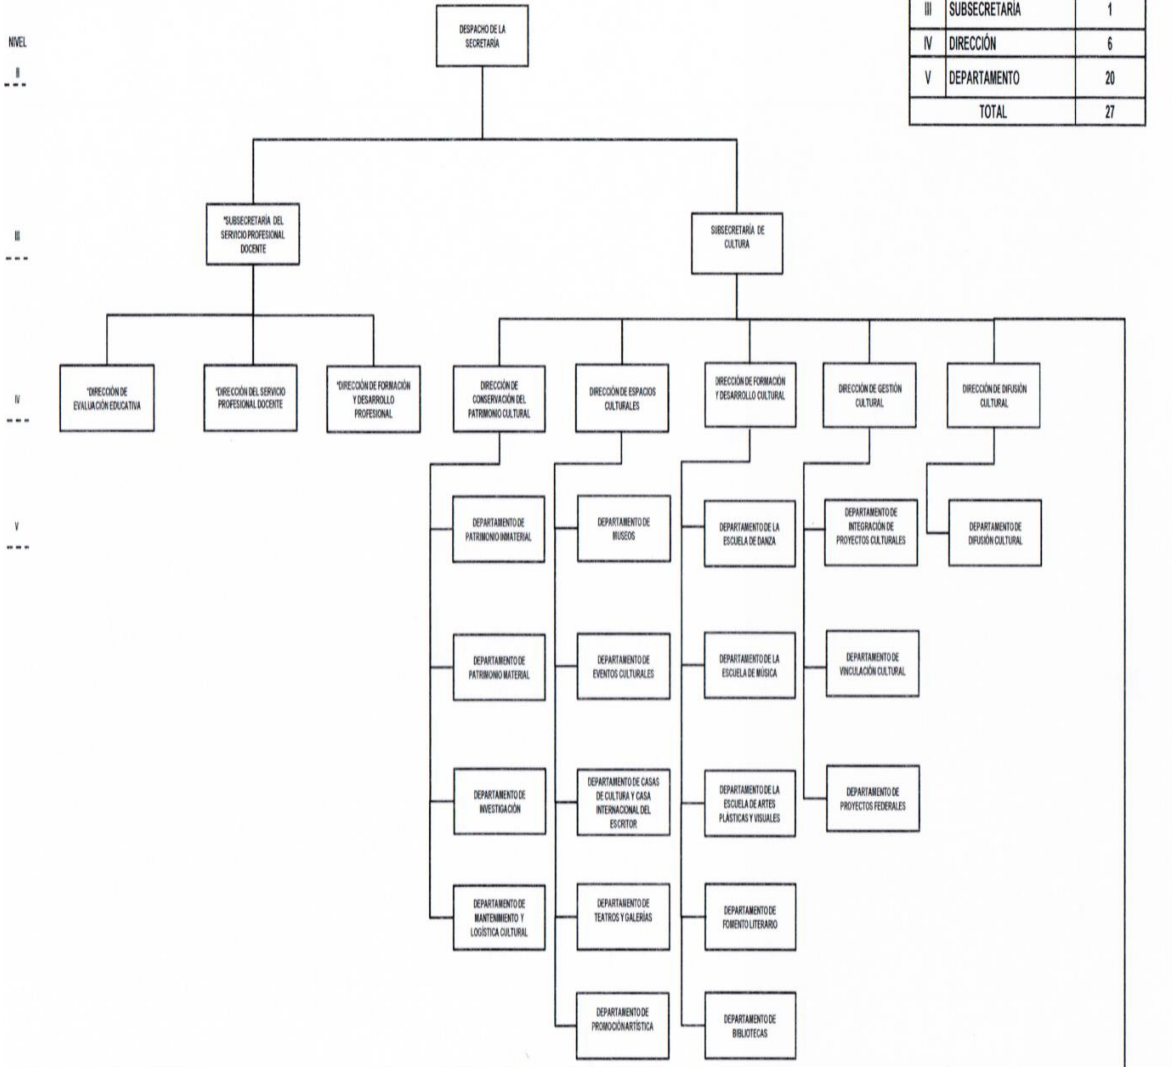 III SUBSECRETARÍA 1
IV DIRECCIÓN 6
V DEPARTAMENTO 20
TOTAL 27
NIVEL
II
DESPACHO DE LA
SECRETARÍA
III
*SUBSECRETARÍA DEL
SERVICIO PROFESIONAL
DOCENTE
SUBSECRETARÍA DE
CULTURA
IV
*DIRECCIÓN DE
EVALUACIÓN EDUCATIVA
*DIRECCIÓN DEL SERVICIO
PROFESIONAL DOCENTE
*DIRECCIÓN DE FORMACIÓN
Y DESARROLLO
PROFESIONAL
DIRECCIÓN DE
CONSERVACIÓN DEL
PATRIMONIO CULTURAL
DIRECCIÓN DE ESPACIOS
CULTURALES
DIRECCIÓN DE FORMACIÓN
Y DESARROLLO CULTURAL
DIRECCIÓN DE GESTIÓN
CULTURAL
DIRECCIÓN DE DIFUSIÓN
CULTURAL
V
DEPARTAMENTO DE
PATRIMONIO INMATERIAL
DEPARTAMENTO DE
MUSEOS
DEPARTAMENTO DE LA
ESCUELA DE DANZA
DEPARTAMENTO DE
INTEGRACIÓN DE
PROYECTOS CULTURALES
DEPARTAMENTO DE
DIFUSIÓN CULTURAL
DEPARTAMENTO DE
PATRIMONIO MATERIAL
DEPARTAMENTO DE
EVENTOS CULTURALES
DEPARTAMENTO DE LA
ESCUELA DE MÚSICA
DEPARTAMENTO DE
VINCULACIÓN CULTURAL
DEPARTAMENTO DE
INVESTIGACIÓN
DEPARTAMENTO DE CASAS
DE CULTURA Y CASA
INTERNACIONAL DEL
ESCRITOR
DEPARTAMENTO DE LA
ESCUELA DE ARTES
PLÁSTICAS Y VISUALES
DEPARTAMENTO DE
PROYECTOS FEDERALES
DEPARTAMENTO DE
MANTENIMIENTO Y
LOGÍSTICA CULTURAL
DEPARTAMENTO DE
TEATROS Y GALERÍAS
DEPARTAMENTO DE
FOMENTO LITERARIO
DEPARTAMENTO DE
PROMOCIÓN ARTÍSTICA
DEPARTAMENTO DE
BIBLIOTECAS